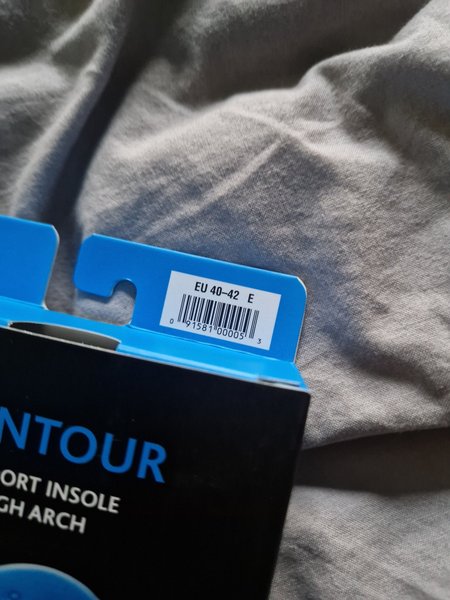 EU 40-42 E
0 91581 00005 3
NTOUR
ORT INSOLE
GH ARCH